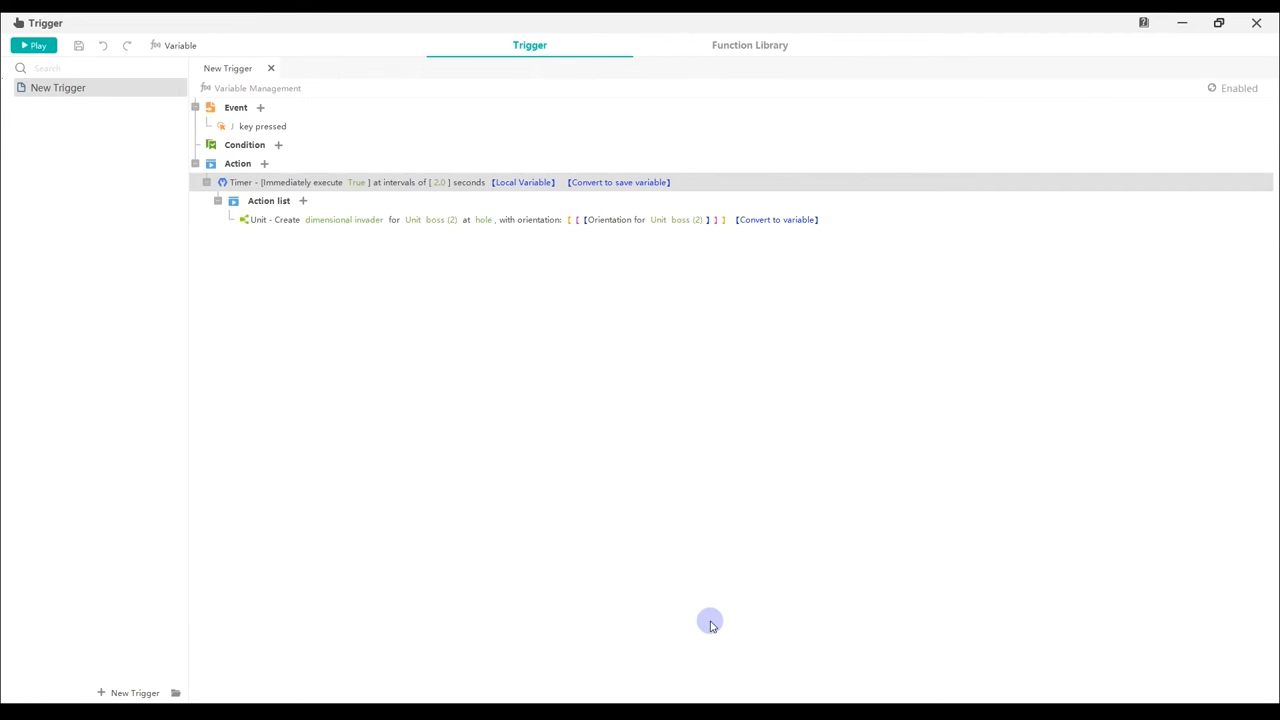 Trigger
Play Variable Trigger Function Library
Search New Trigger
New Trigger Variable Management Enabled
Event
J key pressed
Condition
Action
Timer - [Immediately execute True ] at intervals of [ 2.0 ] seconds 【Local Variable】 【Convert to save variable】
Action list
Unit - Create dimensional invader for Unit boss (2) at hole , with orientation: 【 【 【Orientation for Unit boss (2) 】 】 】 【Convert to variable】
New Trigger